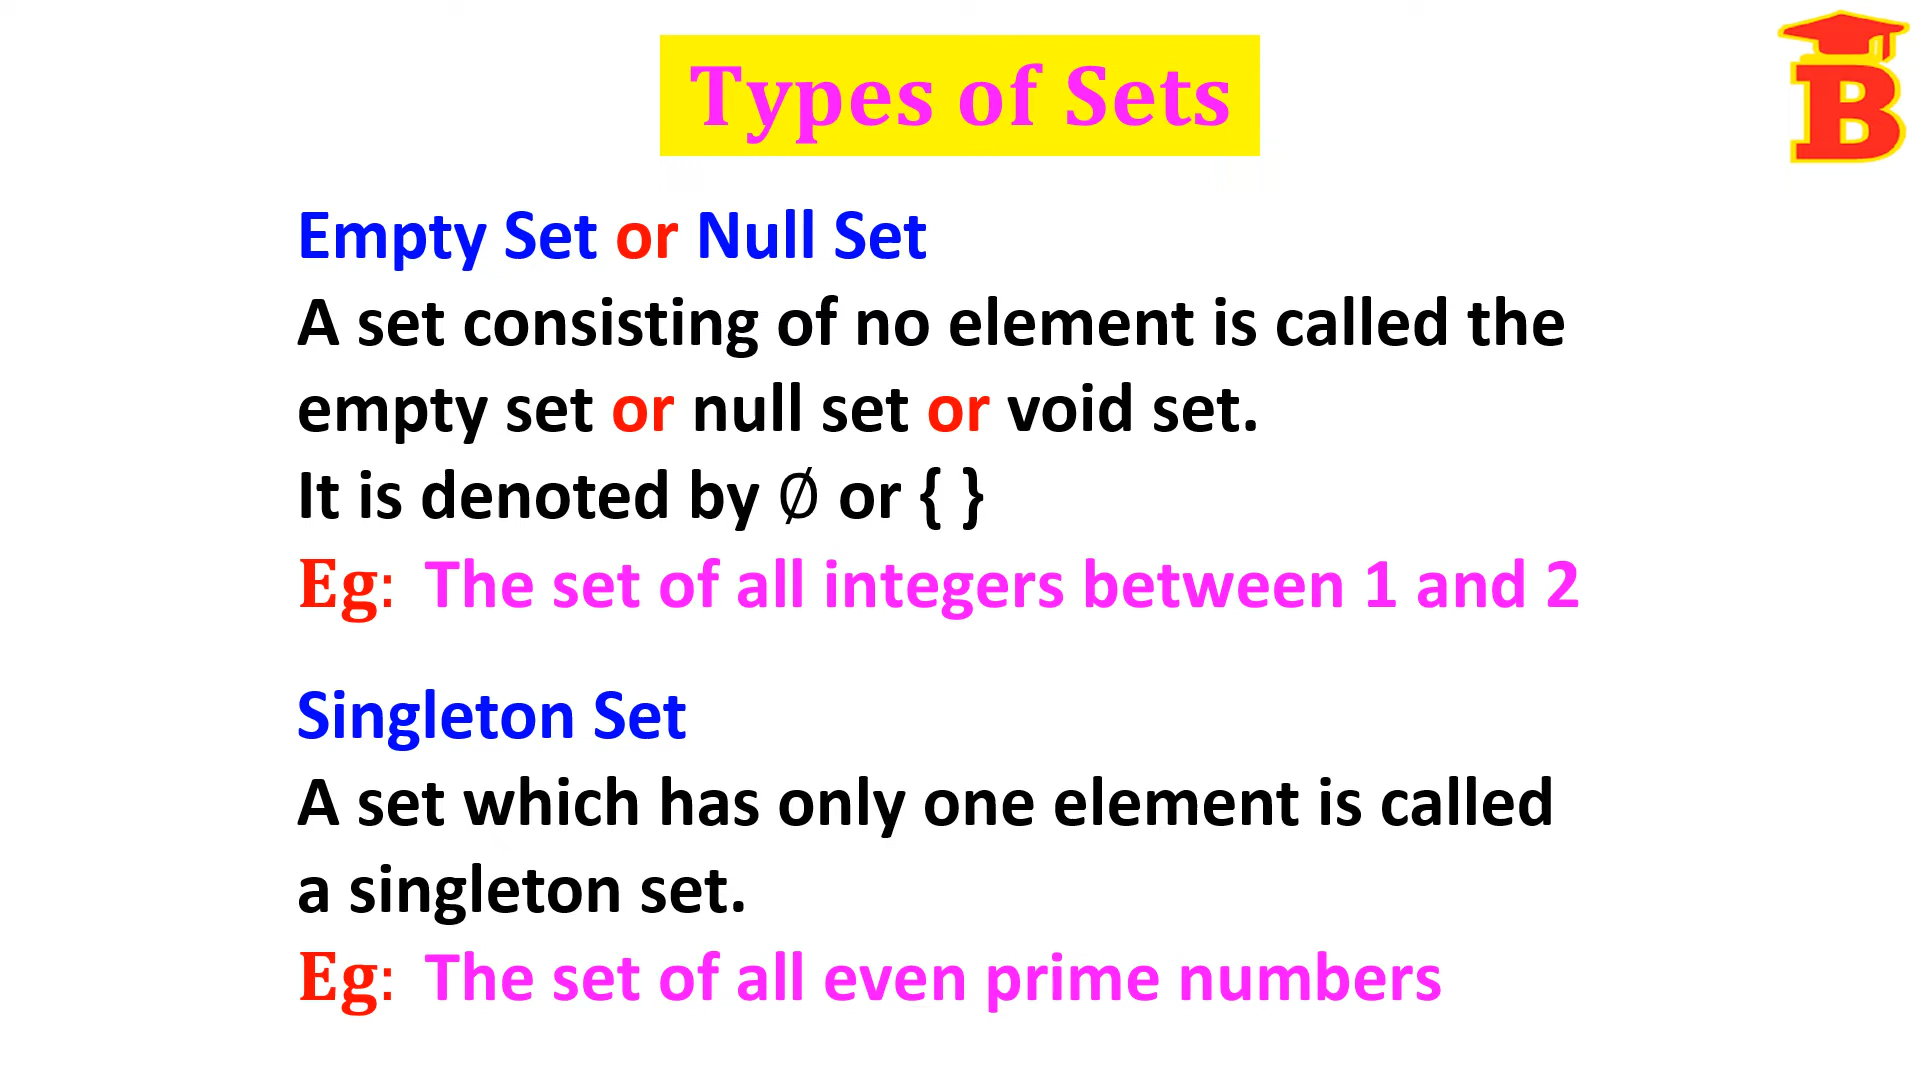 Types of Sets
B
Empty Set or Null Set
A set consisting of no element is called the
empty set or null set or void set.
It is denoted by ∅ or { }
Eg: The set of all integers between 1 and 2
Singleton Set
A set which has only one element is called
a singleton set.
Eg: The set of all even prime numbers